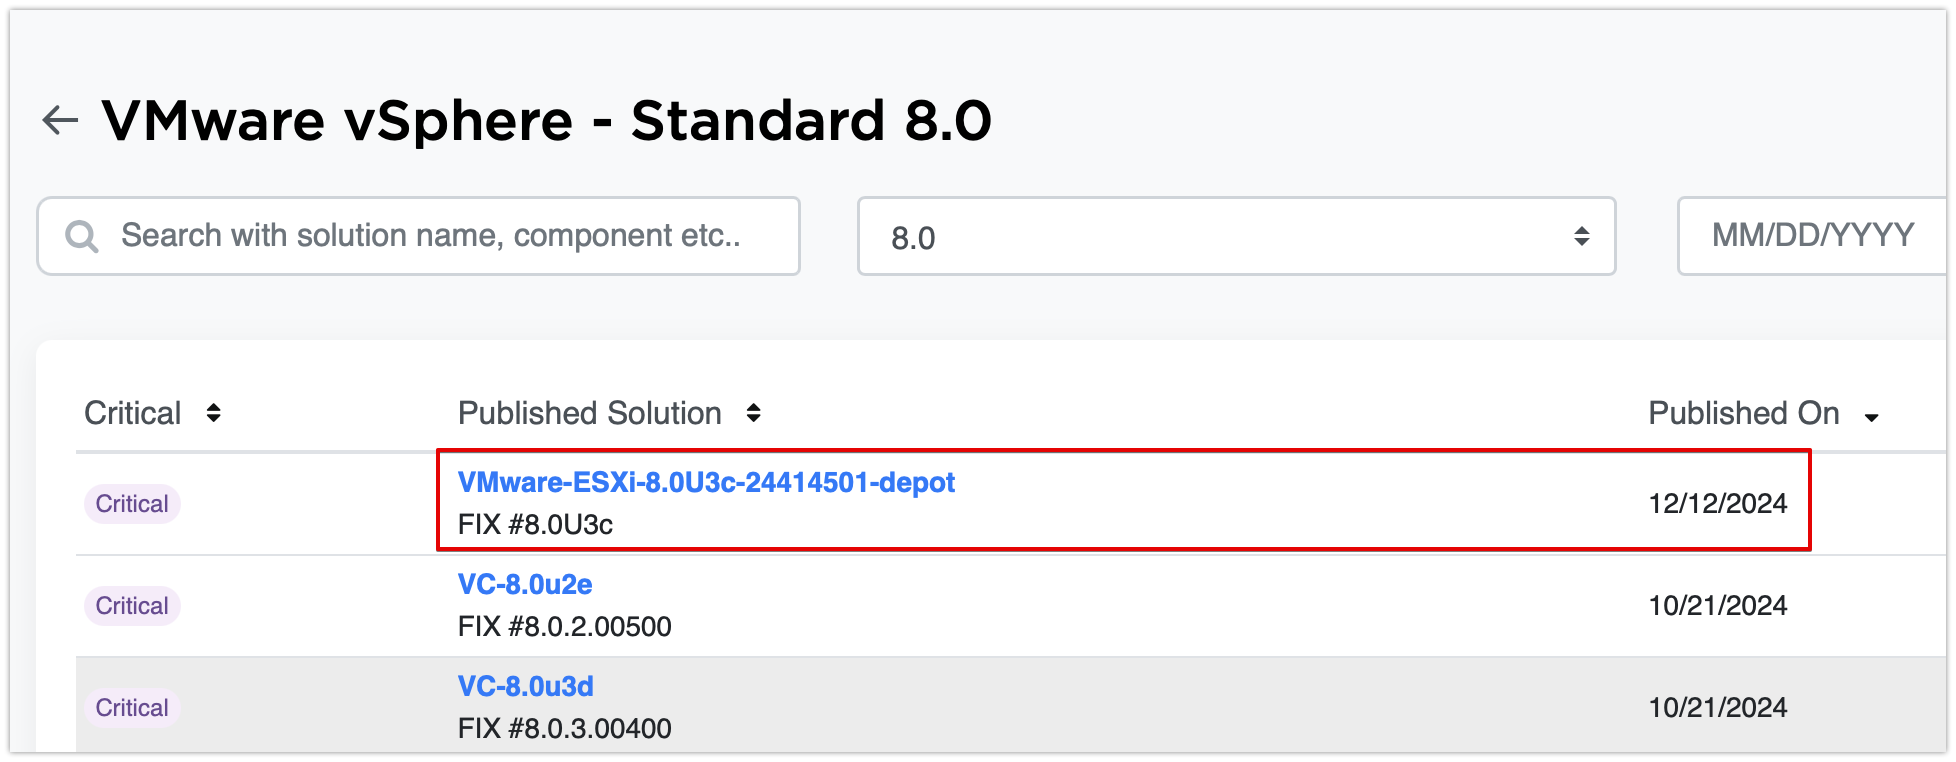 ← VMware vSphere - Standard 8.0
Search with solution name, component etc..
8.0
MM/DD/YYYY
Critical
Published Solution
Published On
Critical
VMware-ESXi-8.0U3c-24414501-depot
FIX #8.0U3c
12/12/2024
Critical
VC-8.0u2e
FIX #8.0.2.00500
10/21/2024
Critical
VC-8.0u3d
FIX #8.0.3.00400
10/21/2024